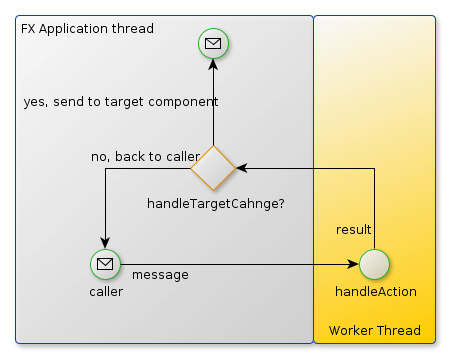 FX Application thread
yes, send to target component
no, back to caller
handleTargetCahnge?
result
message
caller
handleAction
Worker Thread